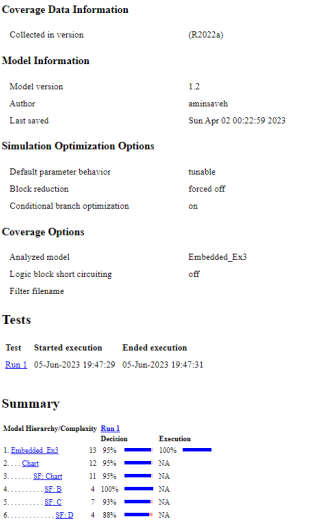 Coverage Data Information
Collected in version (R2022a)
Model Information
Model version 1.2
Author aminsaveh
Last saved Sun Apr 02 00:22:59 2023
Simulation Optimization Options
Default parameter behavior tunable
Block reduction forced off
Conditional branch optimization on
Coverage Options
Analyzed model Embedded_Ex3
Logic block short circuiting off
Filter filename
Tests
Test Started execution Ended execution
Run 1 05-Jun-2023 19:47:29 05-Jun-2023 19:47:31
Summary
Model Hierarchy/Complexity Run 1
Decision Execution
1. Embedded_Ex3 13 95% 100%
2. . . . Chart 12 95% NA
3. . . . . . . SF: Chart 11 95% NA
4. . . . . . . . . . SF: B 4 100% NA
5. . . . . . . . . . SF: C 7 93% NA
6. . . . . . . . . . . . . SF: D 4 88% NA